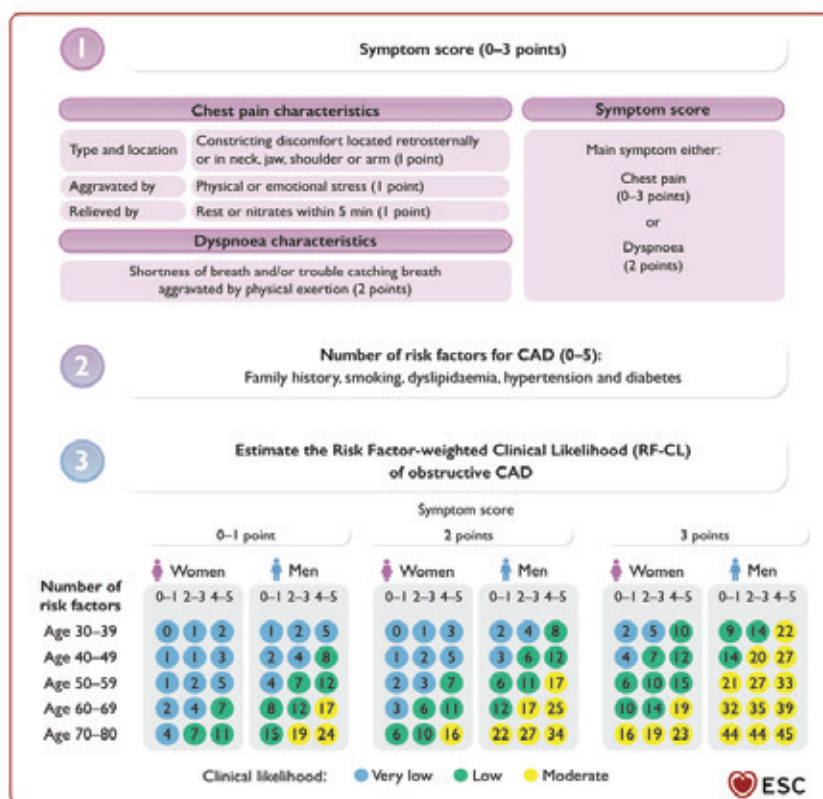 1
Symptom score (0–3 points)
Chest pain characteristics
Type and location
Constricting discomfort located retrosternally
or in neck, jaw, shoulder or arm (1 point)
Aggravated by
Physical or emotional stress (1 point)
Relieved by
Rest or nitrates within 5 min (1 point)
Dyspnoea characteristics
Shortness of breath and/or trouble catching breath
aggravated by physical exertion (2 points)
Symptom score
Main symptom either:
Chest pain
(0–3 points)
or
Dyspnoea
(2 points)
2
Number of risk factors for CAD (0–5):
Family history, smoking, dyslipidaemia, hypertension and diabetes
3
Estimate the Risk Factor-weighted Clinical Likelihood (RF-CL)
of obstructive CAD
Symptom score
0–1 point 2 points 3 points
Women Men Women Men Women Men
Number of
risk factors
0–1 2–3 4–5 0–1 2–3 4–5 0–1 2–3 4–5 0–1 2–3 4–5 0–1 2–3 4–5 0–1 2–3 4–5
Age 30–39 0 1 2 1 2 5 0 1 3 2 4 8 2 5 10 9 14 22
Age 40–49 1 1 3 2 4 8 1 2 5 3 6 12 4 7 12 14 20 27
Age 50–59 1 2 5 4 7 12 2 3 7 6 11 17 6 10 15 21 27 33
Age 60–69 2 4 7 8 12 17 3 6 11 12 17 25 10 14 19 32 35 39
Age 70–80 4 7 11 15 19 24 6 10 16 22 27 34 16 19 23 44 44 45
Clinical likelihood: Very low Low Moderate
ESC